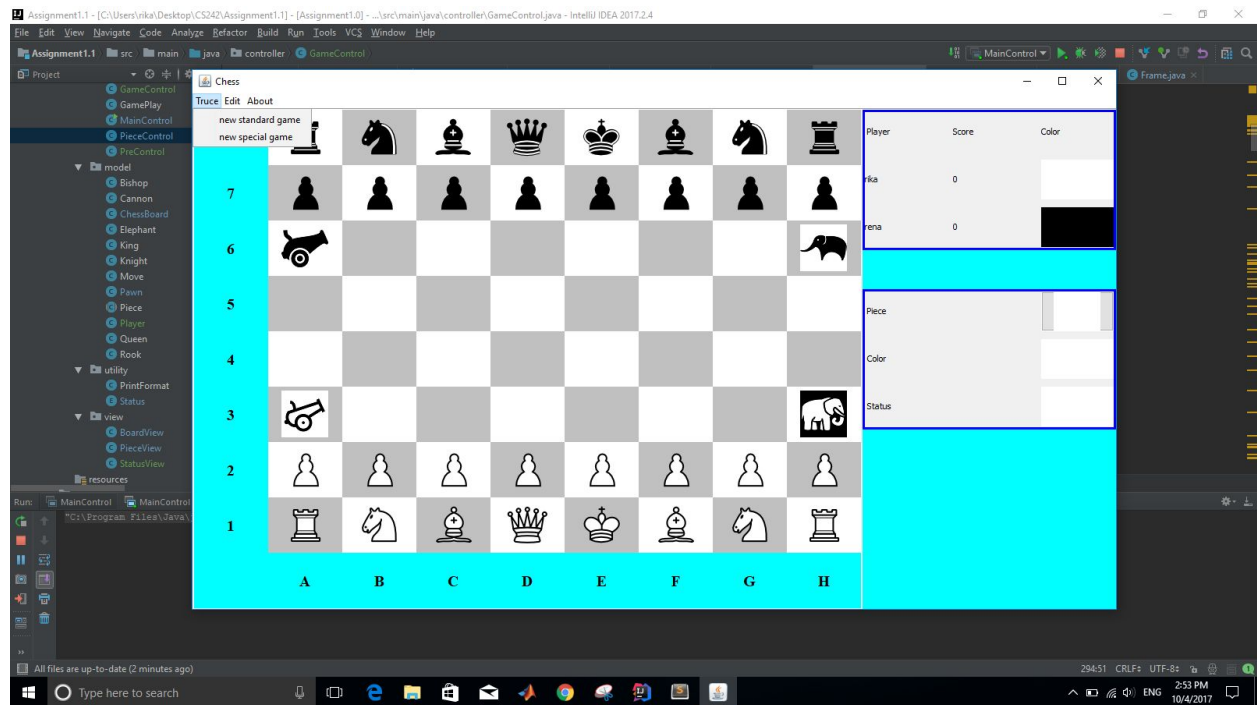 Assignment1.1 - [C:\Users\rika\Desktop\CS242\Assignment1.1] - [Assignment1.0] - ...\src\main\java\controller\GameControl.java - IntelliJ IDEA 2017.2.4
File Edit View Navigate Code Analyze Refactor Build Run Tools VCS Window Help
Assignment1.1 src main java controller GameControl
MainControl
Project
Frame.java
GameControl
GamePlay
MainControl
PieceControl
PreControl
model
Bishop
Cannon
ChessBoard
Elephant
King
Knight
Move
Pawn
Piece
Player
Queen
Rook
utility
PrintFormat
Status
view
BoardView
PieceView
StatusView
resources
Chess
Truce Edit About
new standard game
new special game
7
6
5
4
3
2
1
A B C D E F G H
Player Score Color
rika 0
rena 0
Piece
Color
Status
Run: MainControl MainControl
"C:\Program Files\Java\
All files are up-to-date (2 minutes ago)
294:51 CRLF÷ UTF-8÷
Type here to search
ENG
2:53 PM
10/4/2017